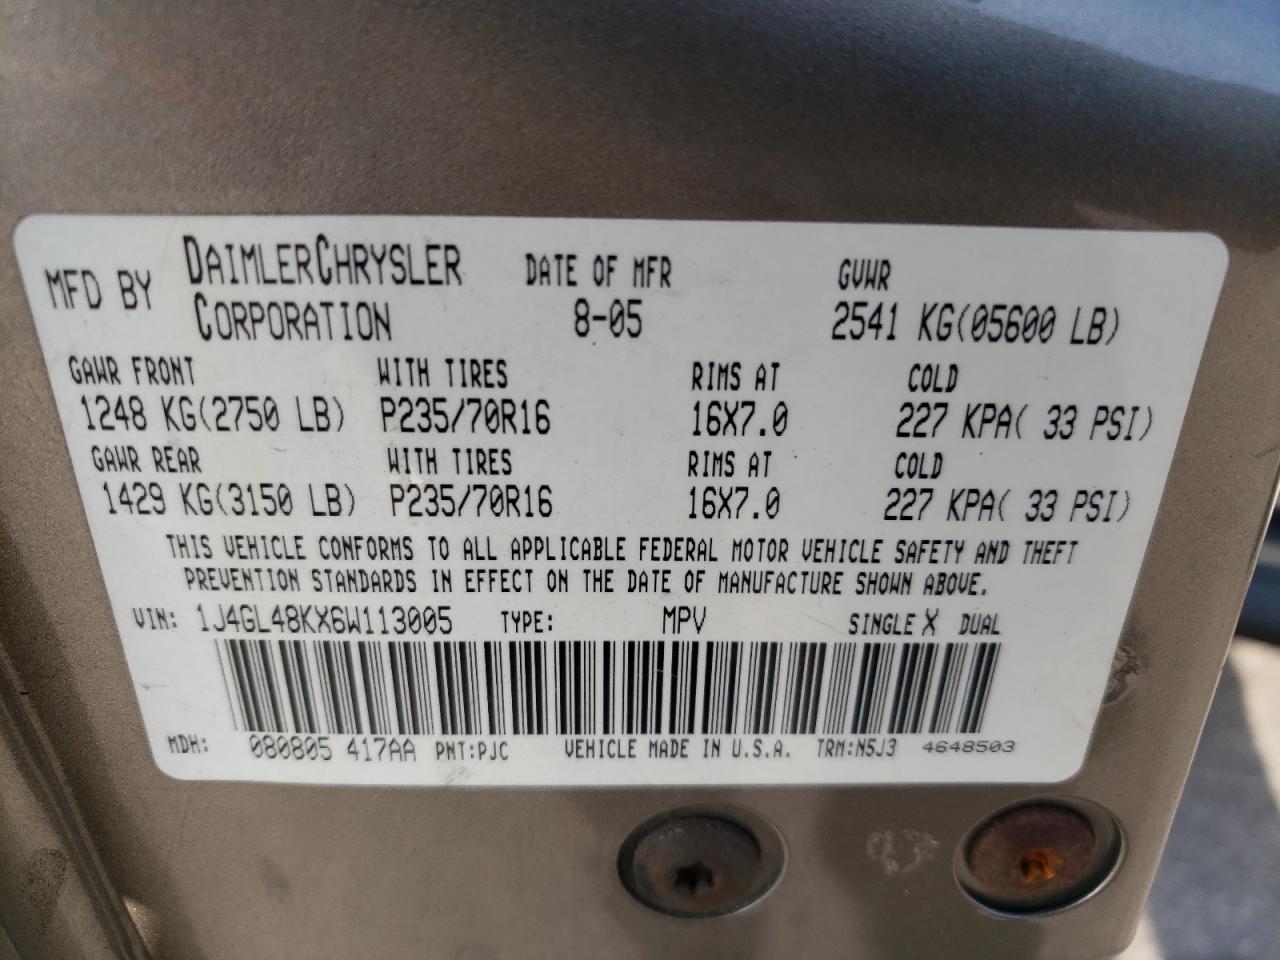 MFD BY DAIMLERCHRYSLER CORPORATION DATE OF MFR 8-05 GVWR 2541 KG(05600 LB)
GAWR FRONT WITH TIRES RIMS AT COLD
1248 KG(2750 LB) P235/70R16 16X7.0 227 KPA( 33 PSI)
GAWR REAR WITH TIRES RIMS AT COLD
1429 KG(3150 LB) P235/70R16 16X7.0 227 KPA( 33 PSI)
THIS VEHICLE CONFORMS TO ALL APPLICABLE FEDERAL MOTOR VEHICLE SAFETY AND THEFT
PREVENTION STANDARDS IN EFFECT ON THE DATE OF MANUFACTURE SHOWN ABOVE.
VIN: 1J4GL48KX6W113005 TYPE: MPV SINGLE X DUAL
MDH: 080805 417AA PNT:PJC VEHICLE MADE IN U.S.A. TRM:N5J3 4648503